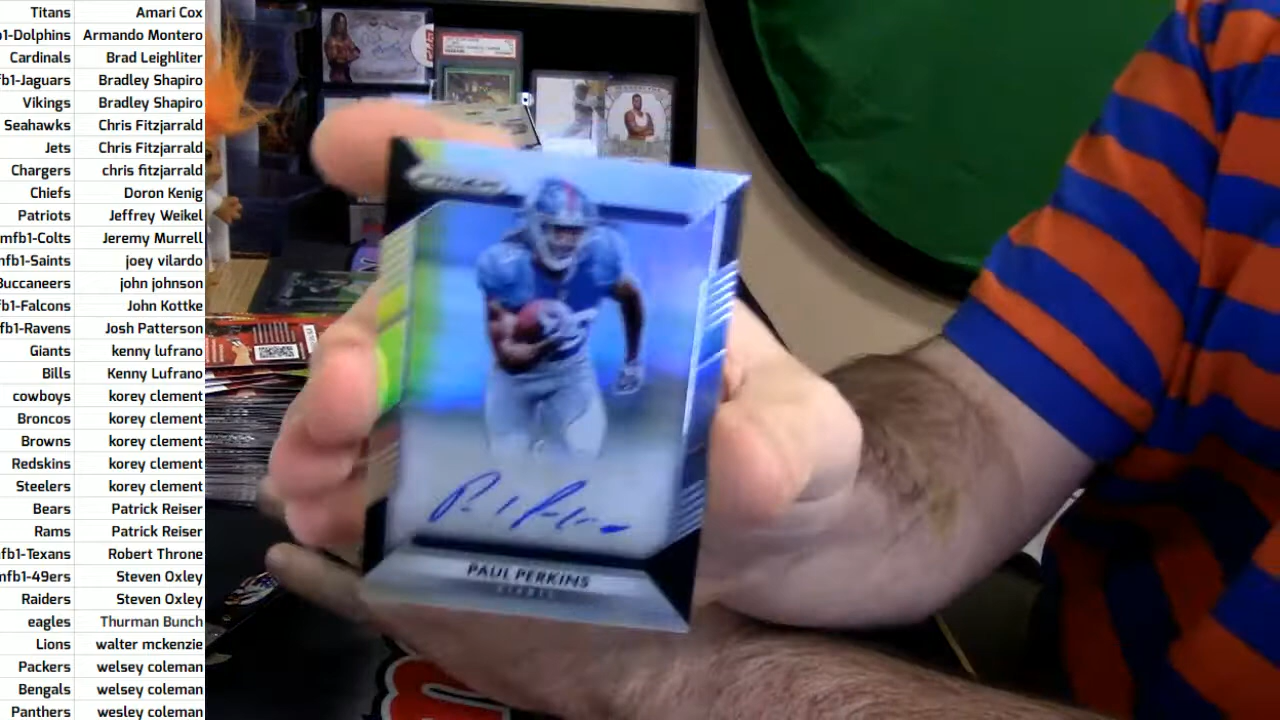 Titans Amari Cox
b1-Dolphins Armando Montero
Cardinals Brad Leighliter
fb1-Jaguars Bradley Shapiro
Vikings Bradley Shapiro
Seahawks Chris Fitzjarrald
Jets Chris Fitzjarrald
Chargers chris fitzjarrald
Chiefs Doron Kenig
Patriots Jeffrey Weikel
mfb1-Colts Jeremy Murrell
nfb1-Saints joey vilardo
Buccaneers john johnson
fb1-Falcons John Kottke
fb1-Ravens Josh Patterson
Giants kenny lufrano
Bills Kenny Lufrano
cowboys korey clement
Broncos korey clement
Browns korey clement
Redskins korey clement
Steelers korey clement
Bears Patrick Reiser
Rams Patrick Reiser
fb1-Texans Robert Throne
mfb1-49ers Steven Oxley
Raiders Steven Oxley
eagles Thurman Bunch
Lions walter mckenzie
Packers welsey coleman
Bengals welsey coleman
Panthers wesley coleman
PRIZM
PAUL PERKINS
GIANTS